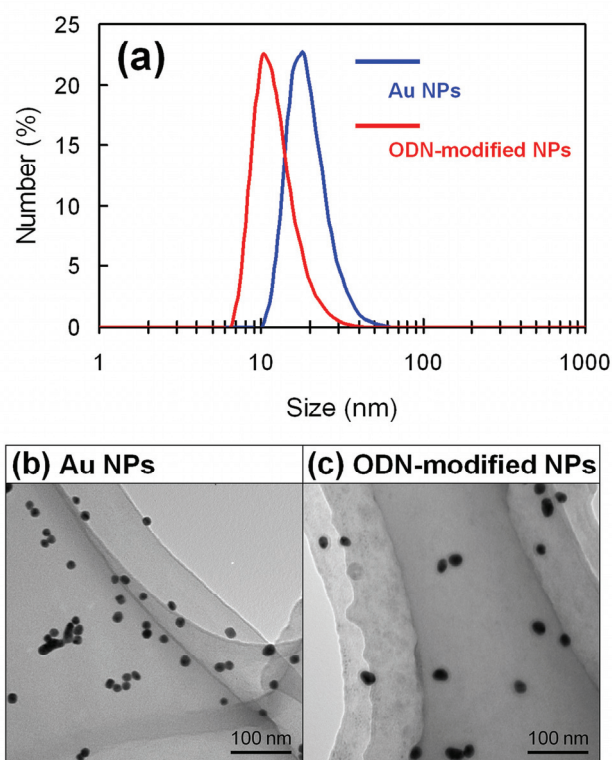 (a)
25
20
15
10
5
0
Number (%)
Au NPs
ODN-modified NPs
1 10 100 1000
Size (nm)
(b) Au NPs
(c) ODN-modified NPs
100 nm
100 nm